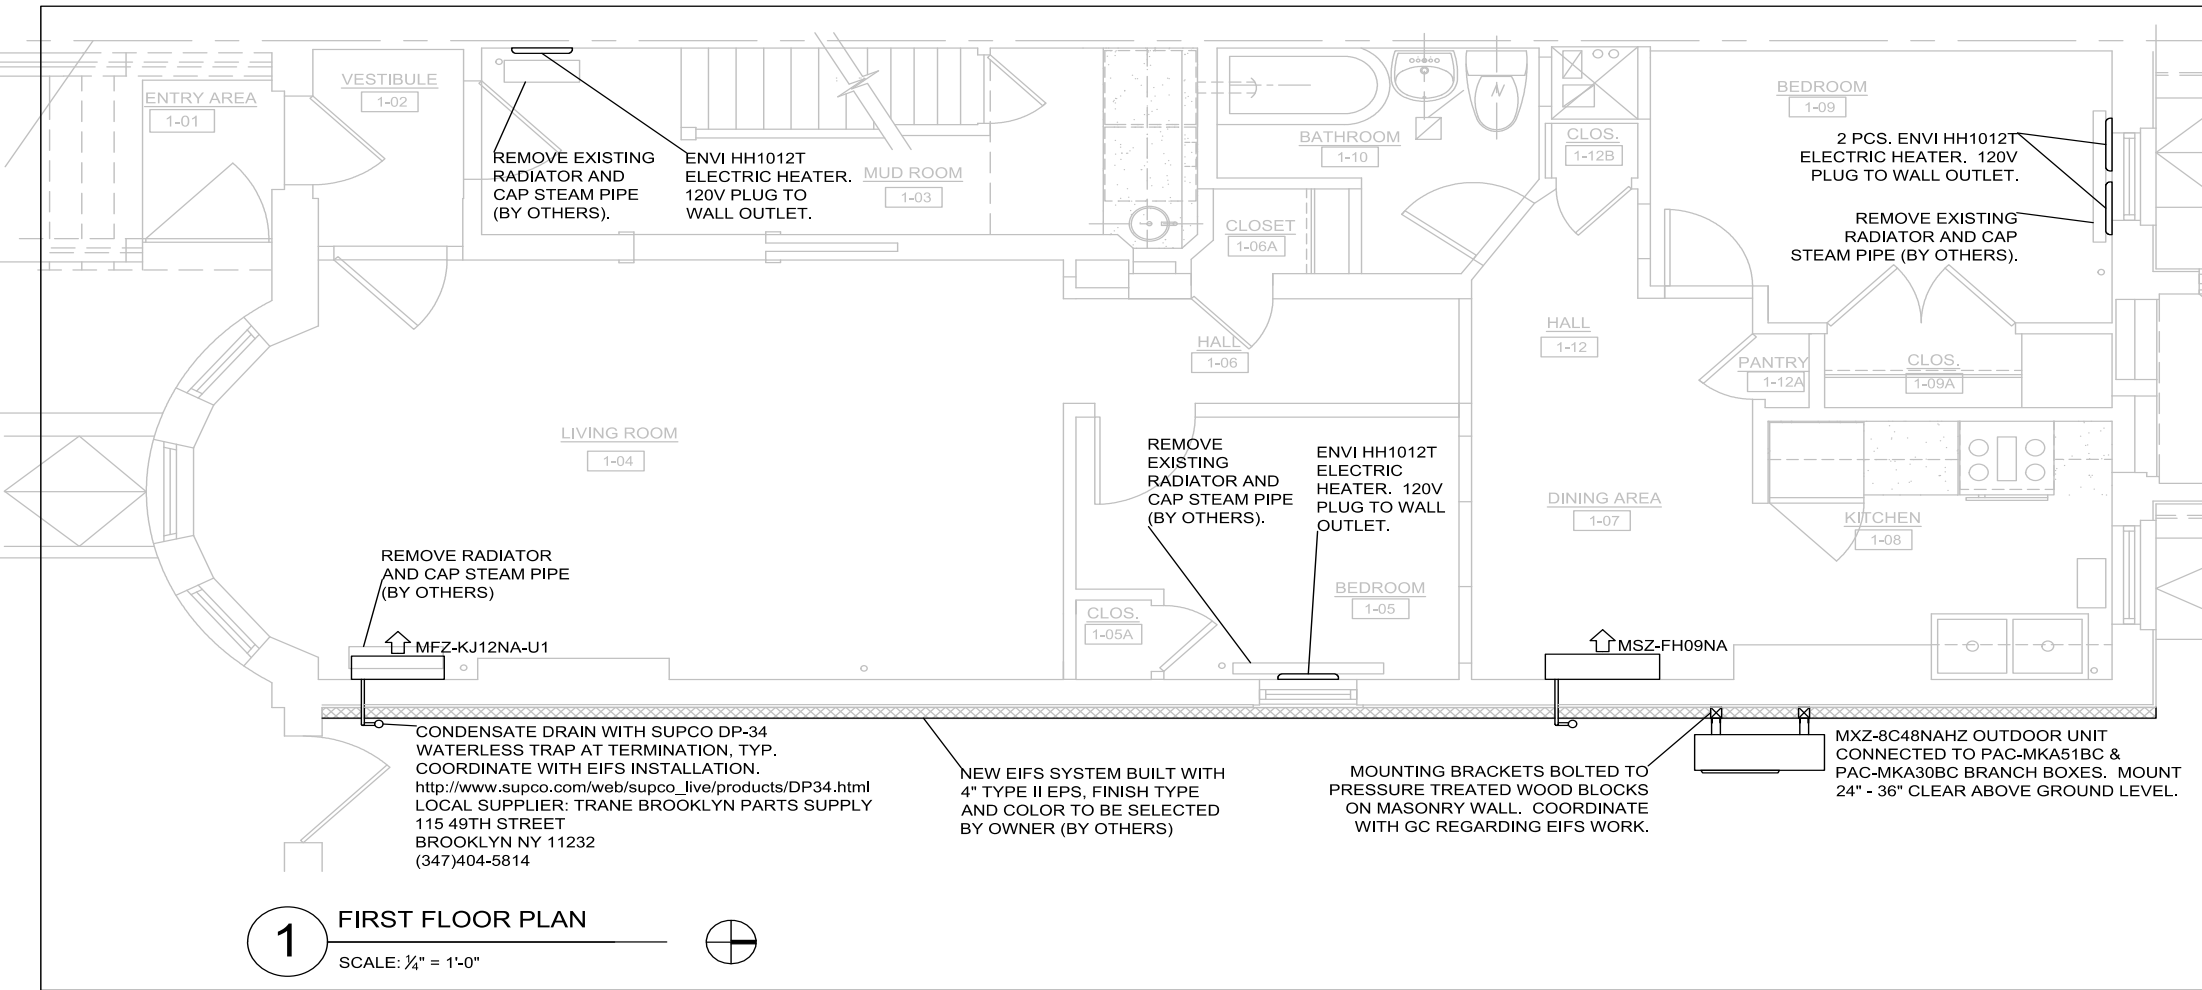 ENTRY AREA
1-01
VESTIBULE
1-02
REMOVE EXISTING
RADIATOR AND
CAP STEAM PIPE
(BY OTHERS).
ENVI HH1012T
ELECTRIC HEATER.
120V PLUG TO
WALL OUTLET.
MUD ROOM
1-03
BATHROOM
1-10
CLOSET
1-06A
CLOS.
1-12B
BEDROOM
1-09
2 PCS. ENVI HH1012T
ELECTRIC HEATER.  120V
PLUG TO WALL OUTLET.
REMOVE EXISTING
RADIATOR AND CAP
STEAM PIPE (BY OTHERS).
HALL
1-06
HALL
1-12
PANTRY
1-12A
CLOS.
1-09A
LIVING ROOM
1-04
REMOVE
EXISTING
RADIATOR AND
CAP STEAM PIPE
(BY OTHERS).
ENVI HH1012T
ELECTRIC
HEATER.  120V
PLUG TO WALL
OUTLET.
DINING AREA
1-07
KITCHEN
1-08
REMOVE RADIATOR
AND CAP STEAM PIPE
(BY OTHERS)
BEDROOM
1-05
CLOS.
1-05A
MFZ-KJ12NA-U1
MSZ-FH09NA
CONDENSATE DRAIN WITH SUPCO DP-34
WATERLESS TRAP AT TERMINATION, TYP.
COORDINATE WITH EIFS INSTALLATION.
http://www.supco.com/web/supco_live/products/DP34.html
LOCAL SUPPLIER: TRANE BROOKLYN PARTS SUPPLY
115 49TH STREET
BROOKLYN NY 11232
(347)404-5814
NEW EIFS SYSTEM BUILT WITH
4" TYPE II EPS, FINISH TYPE
AND COLOR TO BE SELECTED
BY OWNER (BY OTHERS)
MOUNTING BRACKETS BOLTED TO
PRESSURE TREATED WOOD BLOCKS
ON MASONRY WALL.  COORDINATE
WITH GC REGARDING EIFS WORK.
MXZ-8C48NAHZ OUTDOOR UNIT
CONNECTED TO PAC-MKA51BC &
PAC-MKA30BC BRANCH BOXES.  MOUNT
24" - 36" CLEAR ABOVE GROUND LEVEL.
1
FIRST FLOOR PLAN
SCALE: ¼" = 1'-0"